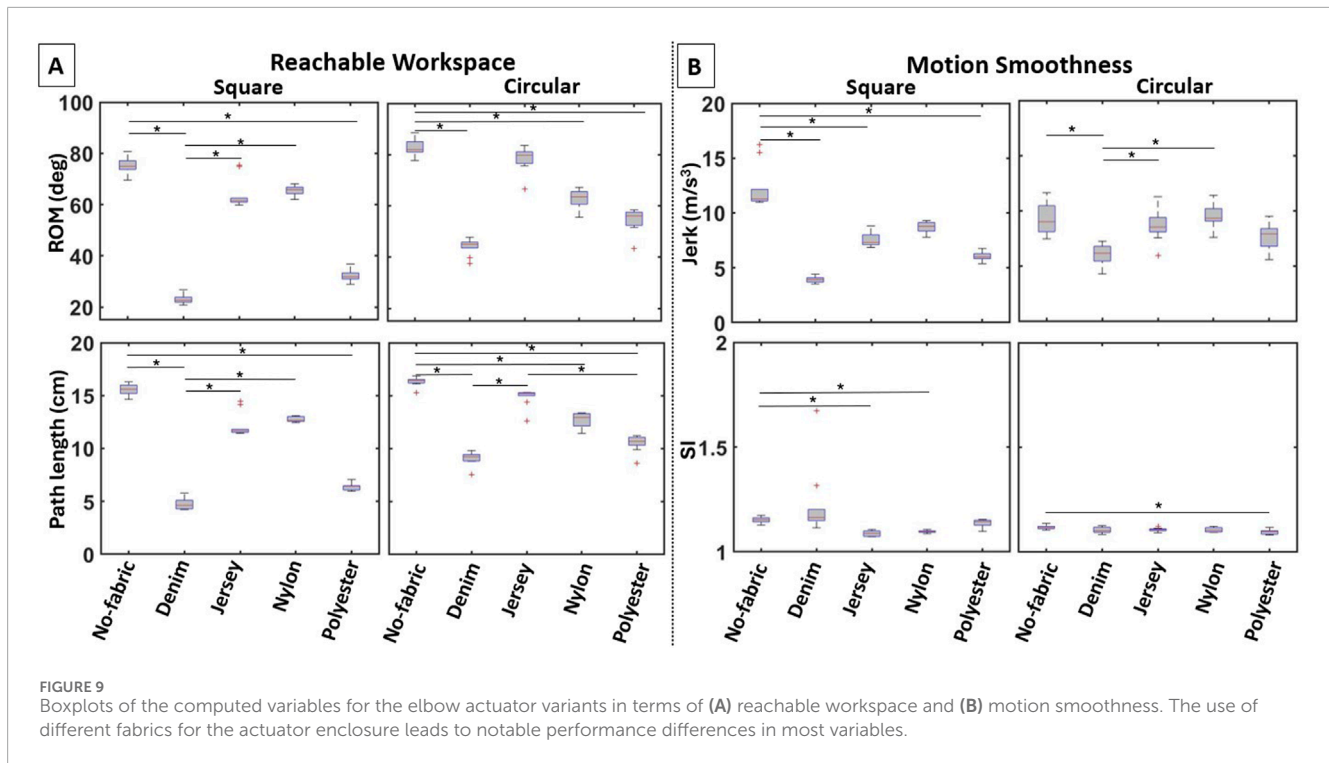 A
Reachable Workspace
Square
Circular
100
80
60
40
20
ROM (deg)
* * * *
* * *
20
15
10
5
0
Path length (cm)
* * * *
* * * * *
No-fabric
Denim
Jersey
Nylon
Polyester
No-fabric
Denim
Jersey
Nylon
Polyester
B
Motion Smoothness
Square
Circular
20
15
10
5
0
Jerk (m/s³)
* * *
* * *
2
1.5
1
SI
* *
*
No-fabric
Denim
Jersey
Nylon
Polyester
No-fabric
Denim
Jersey
Nylon
Polyester
FIGURE 9
Boxplots of the computed variables for the elbow actuator variants in terms of (A) reachable workspace and (B) motion smoothness. The use of
different fabrics for the actuator enclosure leads to notable performance differences in most variables.